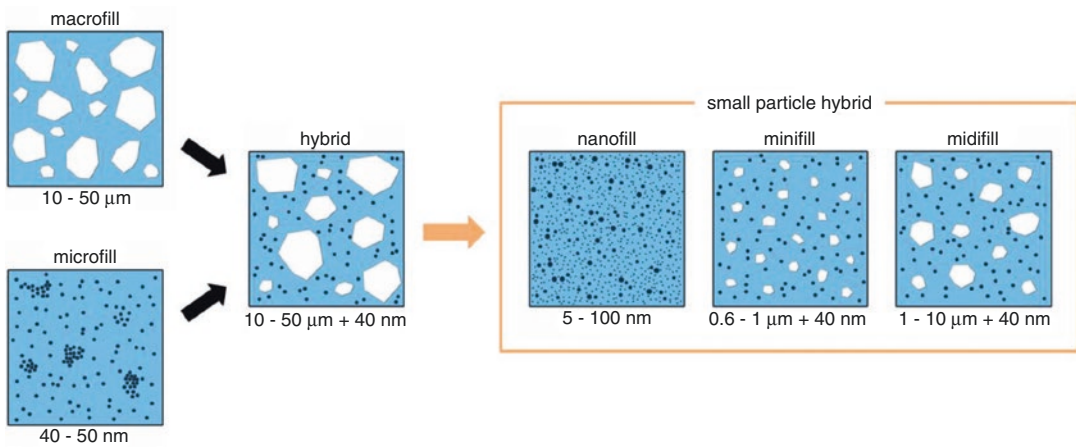 macrofill
10 - 50 μm
microfill
40 - 50 nm
hybrid
10 - 50 μm + 40 nm
small particle hybrid
nanofill
5 - 100 nm
minifill
0.6 - 1 μm + 40 nm
midifill
1 - 10 μm + 40 nm